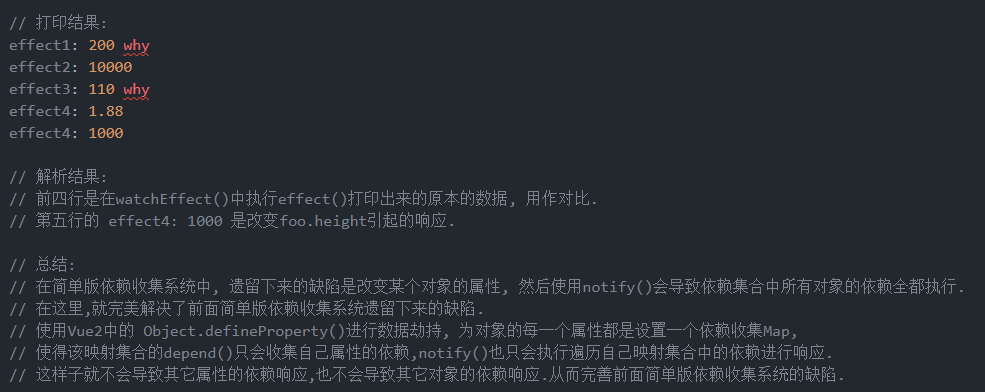 // 打印结果:
effect1: 200 why
effect2: 10000
effect3: 110 why
effect4: 1.88
effect4: 1000
// 解析结果:
// 前四行是在watchEffect()中执行effect()打印出来的原本的数据, 用作对比.
// 第五行的 effect4: 1000 是改变foo.height引起的响应.
// 总结:
// 在简单版依赖收集系统中, 遗留下来的缺陷是改变某个对象的属性, 然后使用notify()会导致依赖集合中所有对象的依赖全都执行.
// 在这里,就完美解决了前面简单版依赖收集系统遗留下来的缺陷.
// 使用Vue2中的 Object.defineProperty()进行数据劫持, 为对象的每一个属性都是设置一个依赖收集Map,
// 使得该映射集合的depend()只会收集自己属性的依赖,notify()也只会执行遍历自己映射集合中的依赖进行响应.
// 这样子就不会导致其它属性的依赖响应,也不会导致其它对象的依赖响应.从而完善前面简单版依赖收集系统的缺陷.